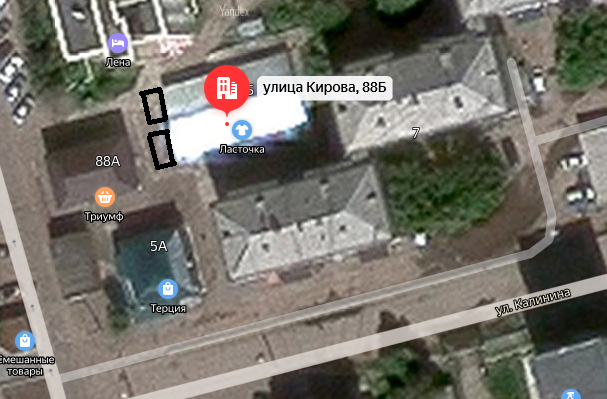 Yandex
Лена
улица Кирова, 88Б
Б
7
Ласточка
88А
Триумф
5А
Терция
ул. Калинина
Смешанные
товары